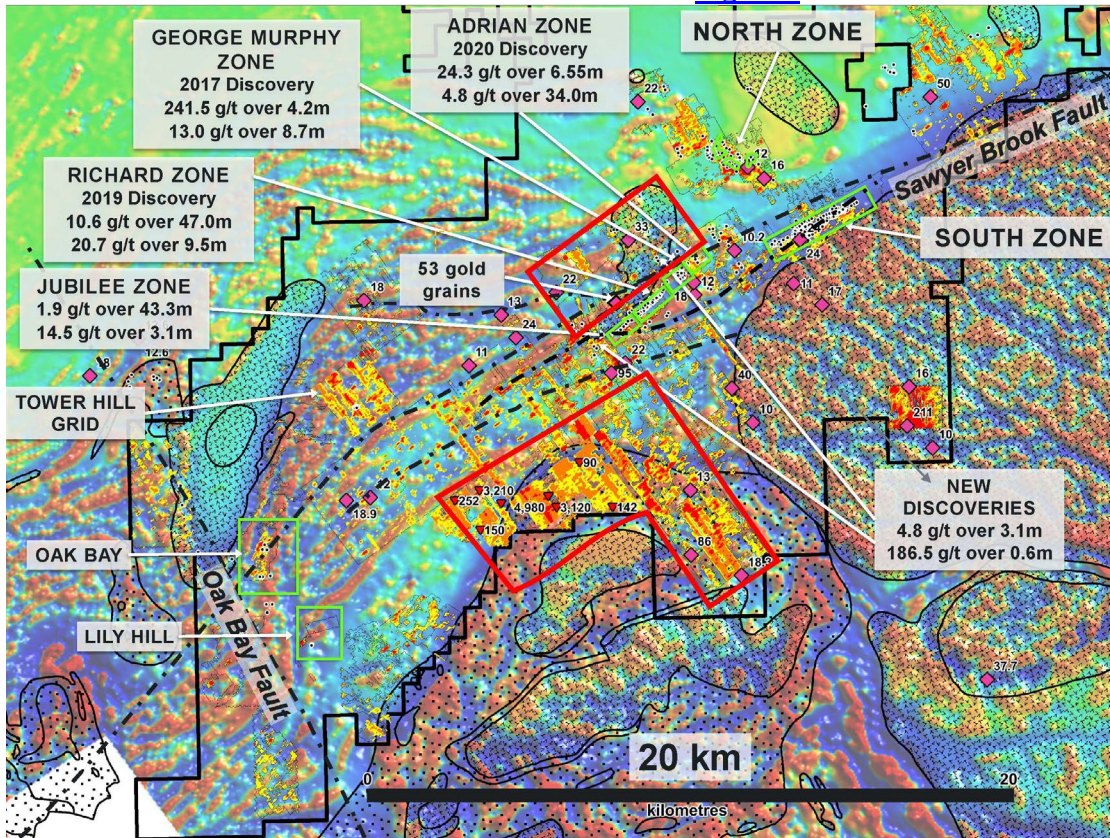 GEORGE MURPHY
ZONE
2017 Discovery
241.5 g/t over 4.2m
13.0 g/t over 8.7m
ADRIAN ZONE
2020 Discovery
24.3 g/t over 6.55m
4.8 g/t over 34.0m
NORTH ZONE
22
50
12
16
Sawyer Brook Fault
RICHARD ZONE
2019 Discovery
10.6 g/t over 47.0m
20.7 g/t over 9.5m
33
10.2
SOUTH ZONE
24
53 gold
grains
22
12
18
11
17
JUBILEE ZONE
1.9 g/t over 43.3m
14.5 g/t over 3.1m
18
13
24
12.6
11
22
95
40
16
TOWER HILL
GRID
10
211
10
90
13
NEW
DISCOVERIES
4.8 g/t over 3.1m
186.5 g/t over 0.6m
18.9
252
3,210
4,980
3,120
142
150
86
OAK BAY
Oak Bay Fault
LILY HILL
37.7
20 km
0
20
kilometres